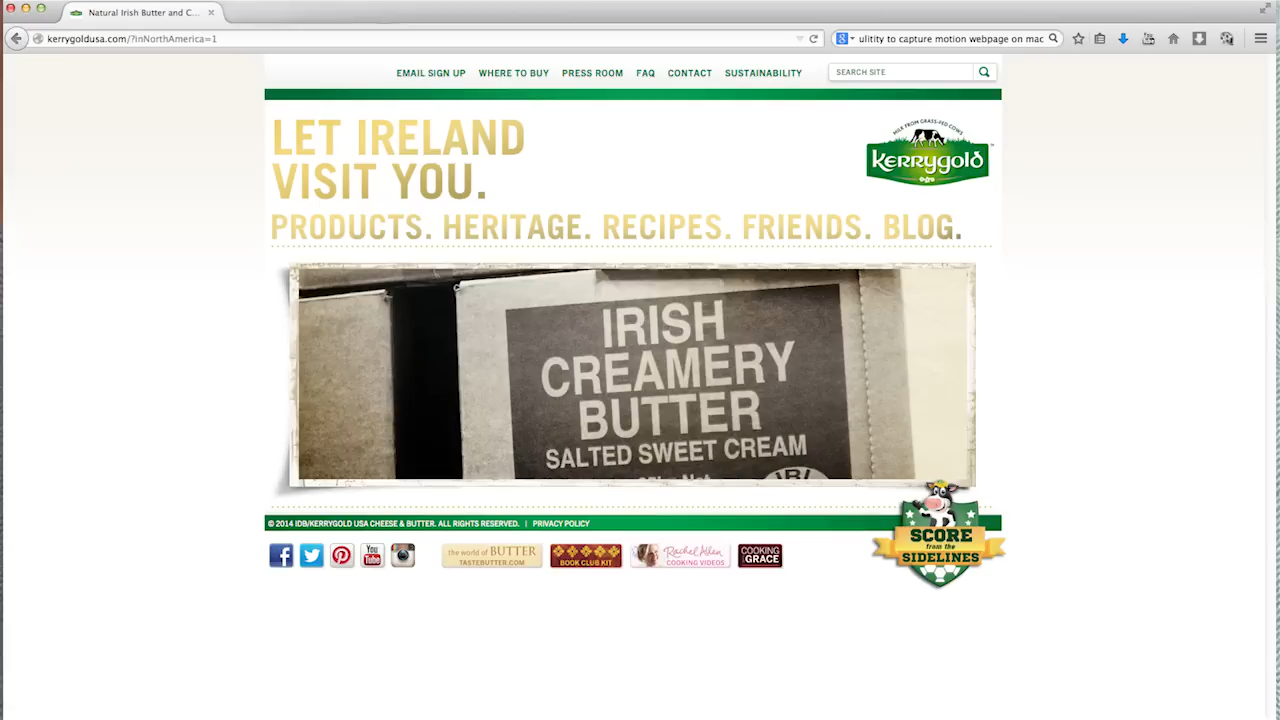 Natural Irish Butter and C...
kerrygoldusa.com/?inNorthAmerica=1
ulitity to capture motion webpage on mac
EMAIL SIGN UP WHERE TO BUY PRESS ROOM FAQ CONTACT SUSTAINABILITY
SEARCH SITE
LET IRELAND
VISIT YOU.
MILK FROM GRASS-FED COWS
kerrygold
PRODUCTS. HERITAGE. RECIPES. FRIENDS. BLOG.
IRISH
CREAMERY
BUTTER
SALTED SWEET CREAM
© 2014 IDB/KERRYGOLD USA CHEESE & BUTTER. ALL RIGHTS RESERVED. | PRIVACY POLICY
SCORE
from the
SIDELINES
You
Tube
the world of BUTTER
TASTEBUTTER.COM
BOOK CLUB KIT
Rachel Allen
COOKING VIDEOS
COOKING
GRACE